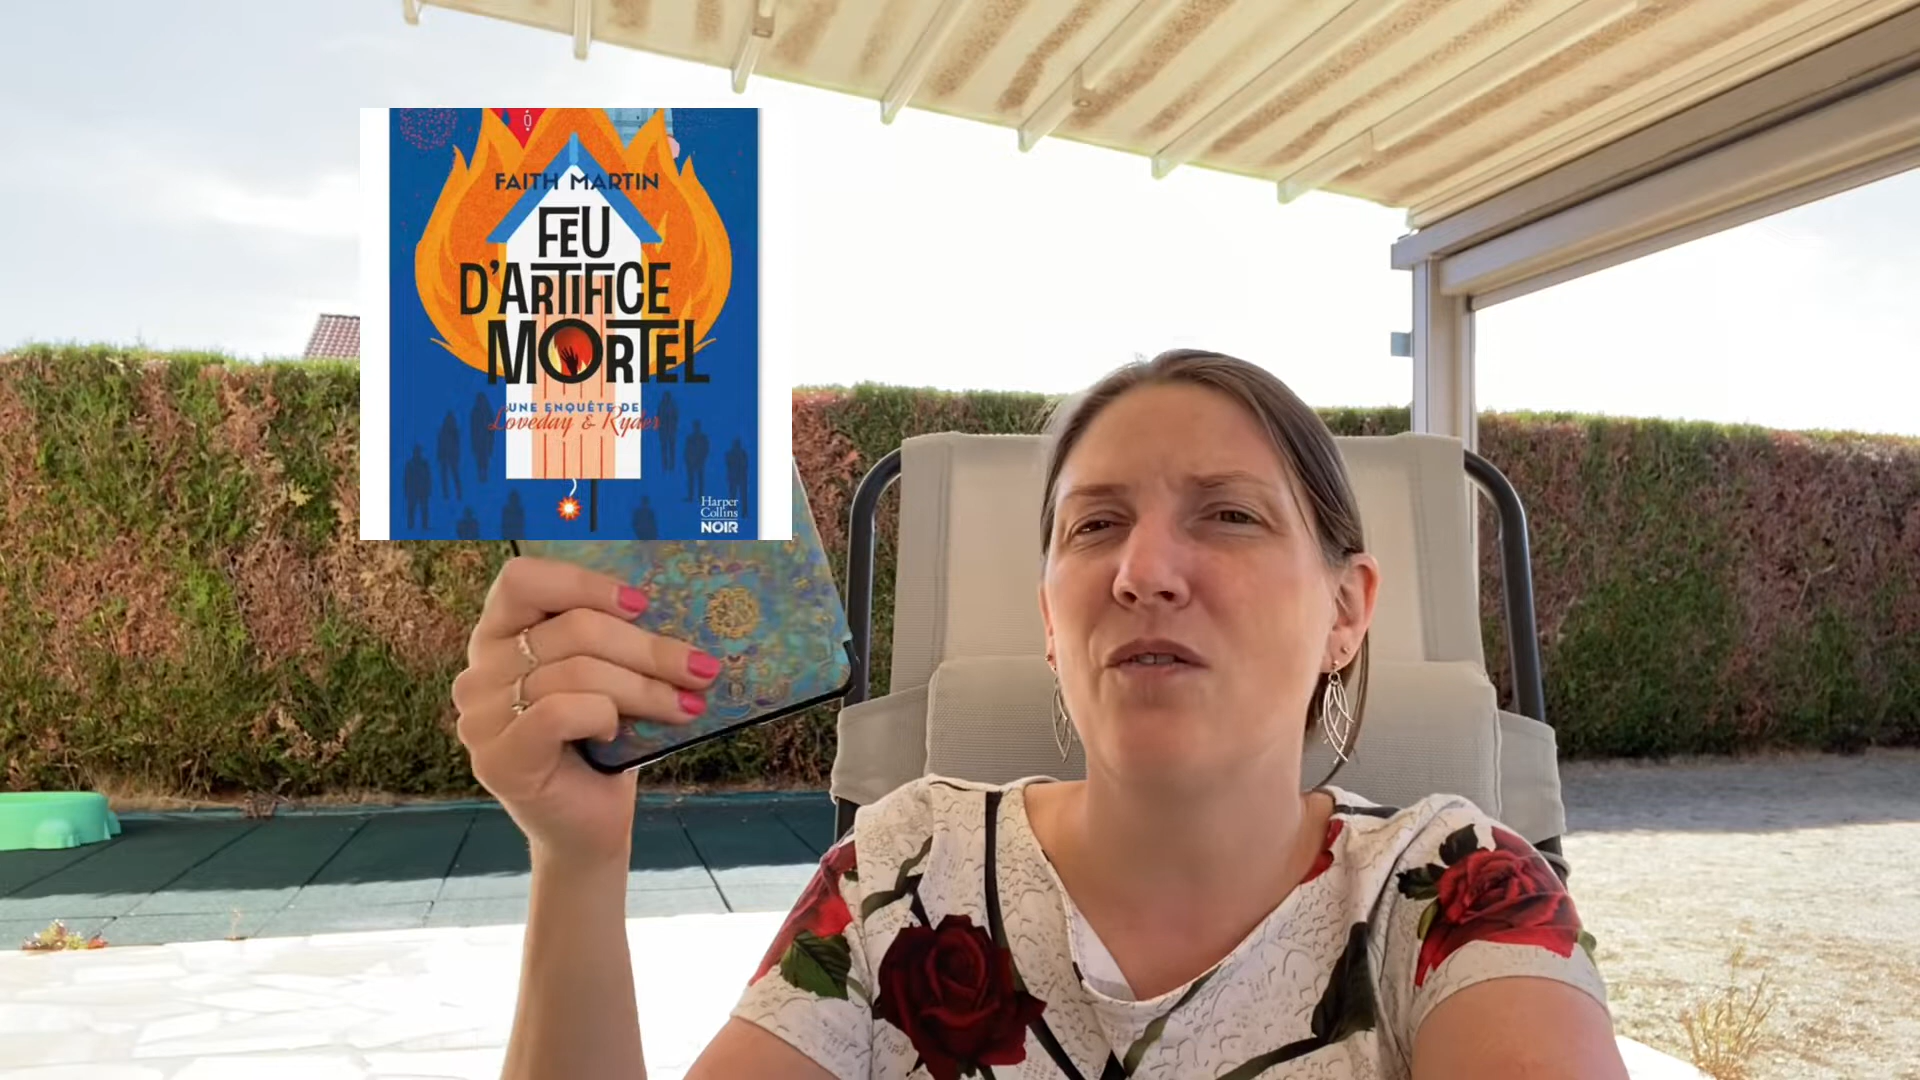 FAITH MARTIN
FEU
D'ARTIFICE
MORTEL
UNE ENQUÊTE DE
Loveday & Ryder
Harper
Collins
NOIR